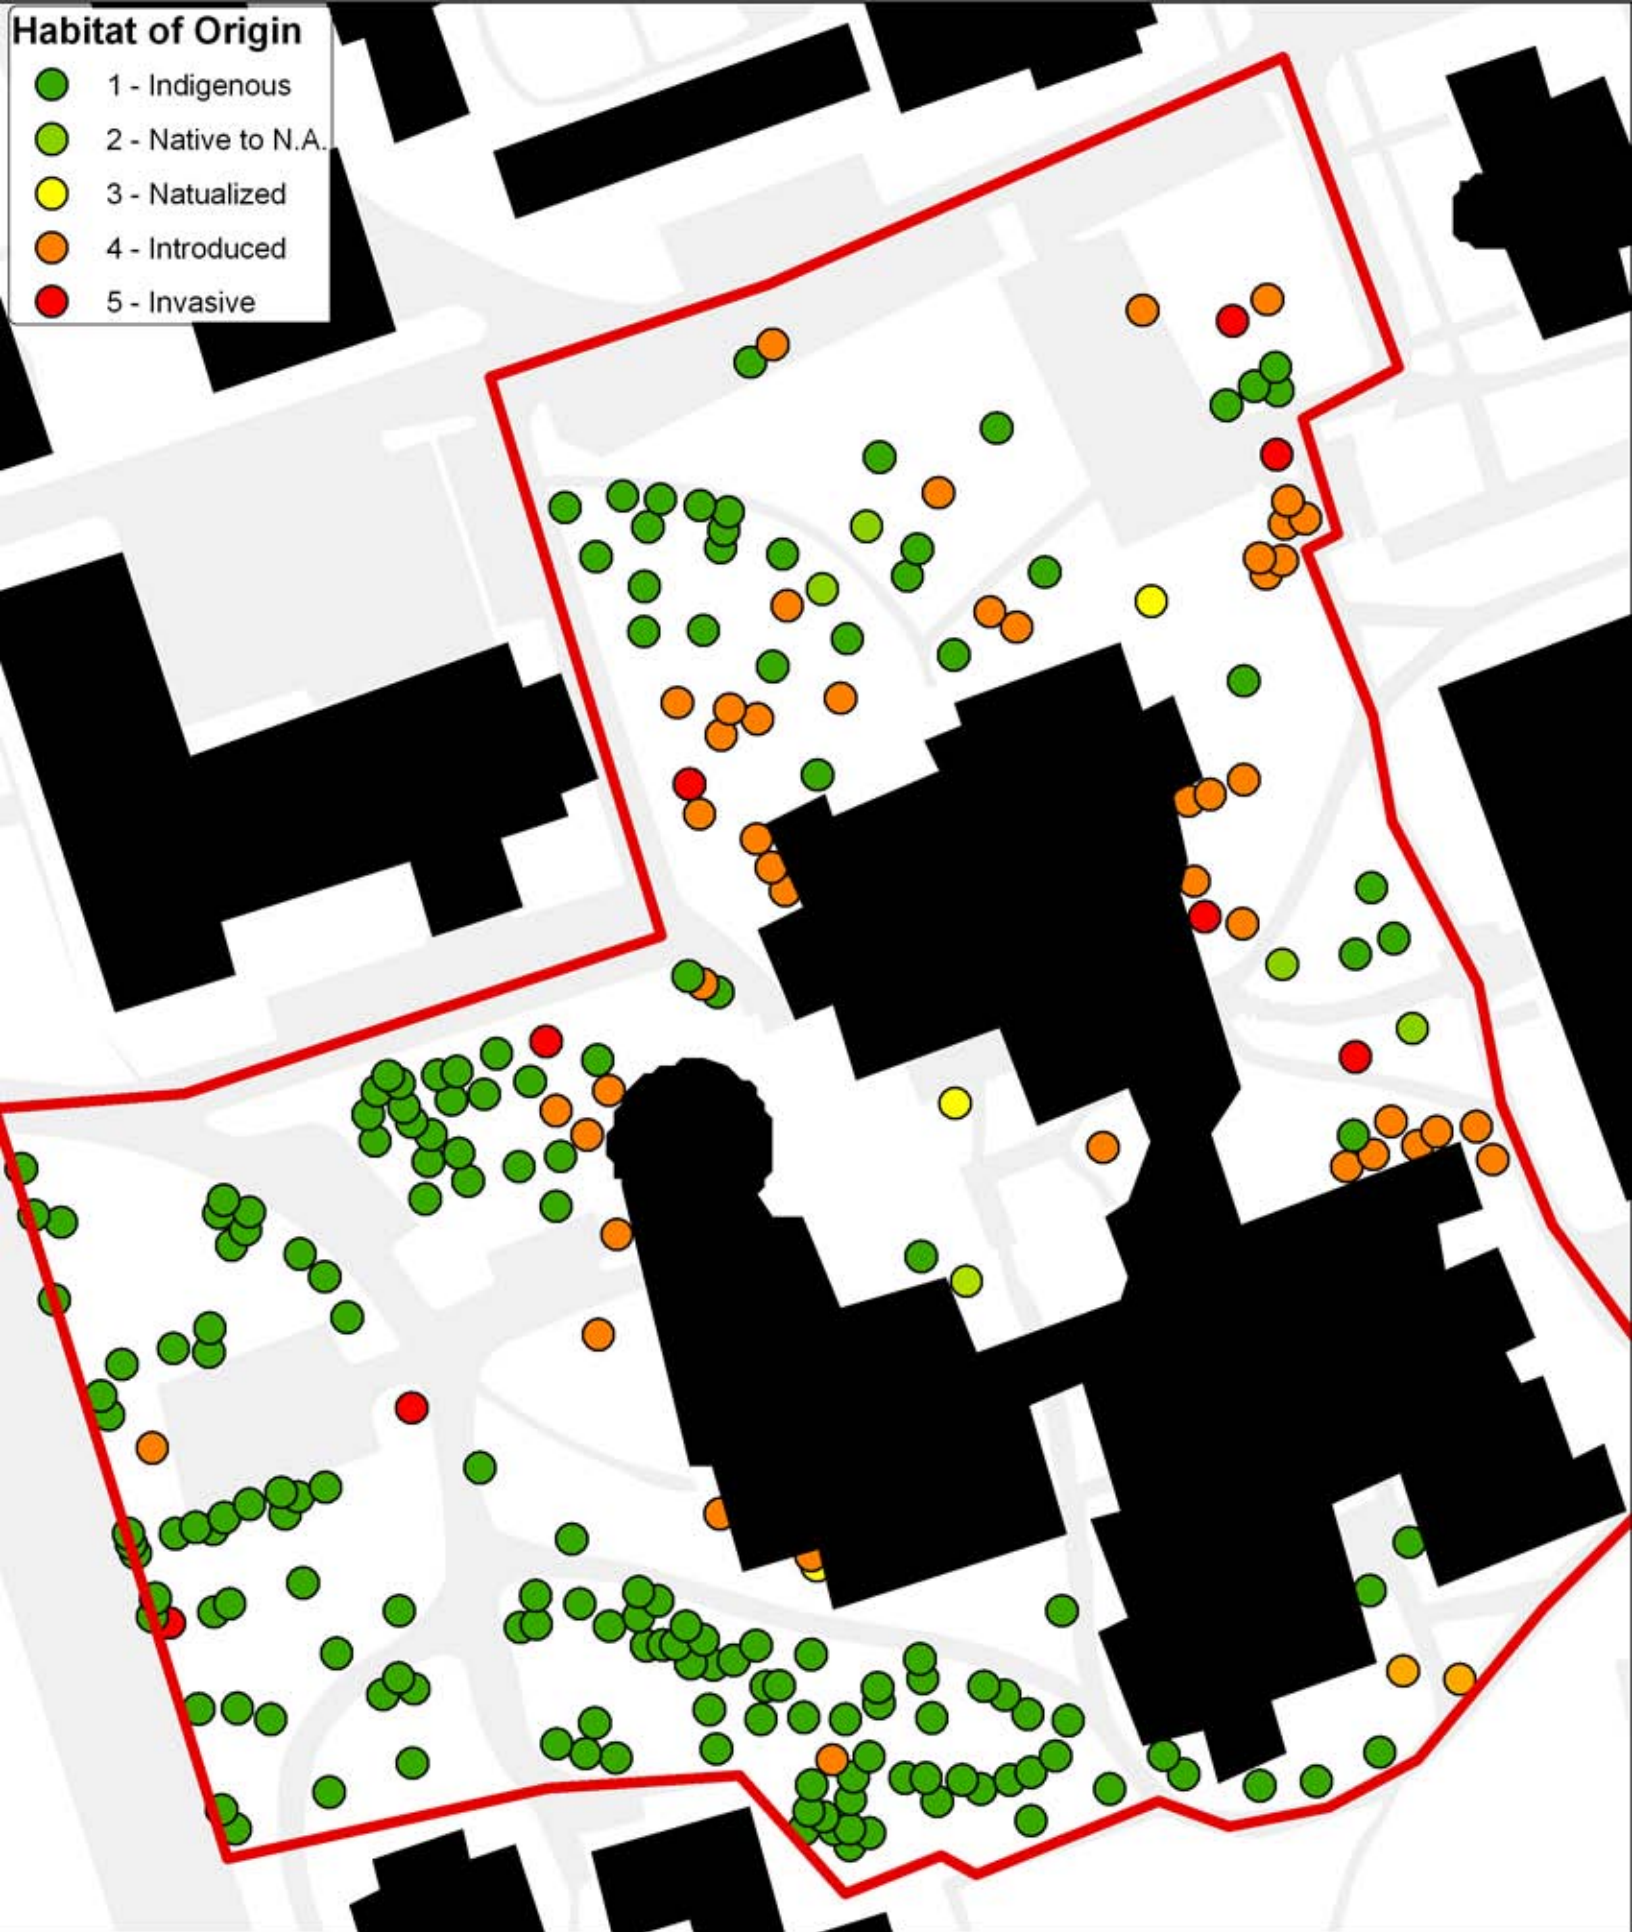 Habitat of Origin
1 - Indigenous
2 - Native to N.A.
3 - Natualized
4 - Introduced
5 - Invasive